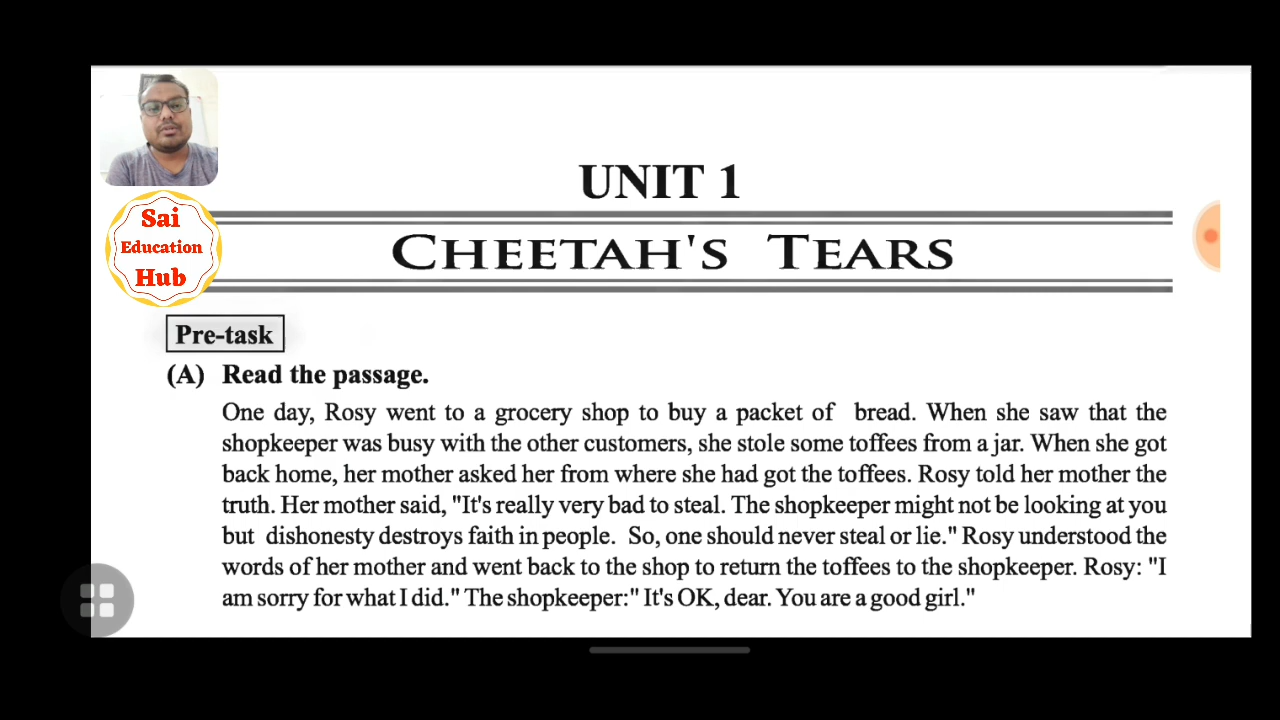 UNIT 1
Sai
Education
Hub
CHEETAH'S TEARS
Pre-task
(A) Read the passage.
One day, Rosy went to a grocery shop to buy a packet of bread. When she saw that the
shopkeeper was busy with the other customers, she stole some toffees from a jar. When she got
back home, her mother asked her from where she had got the toffees. Rosy told her mother the
truth. Her mother said, "It's really very bad to steal. The shopkeeper might not be looking at you
but dishonesty destroys faith in people. So, one should never steal or lie." Rosy understood the
words of her mother and went back to the shop to return the toffees to the shopkeeper. Rosy: "I
am sorry for what I did." The shopkeeper:" It's OK, dear. You are a good girl."